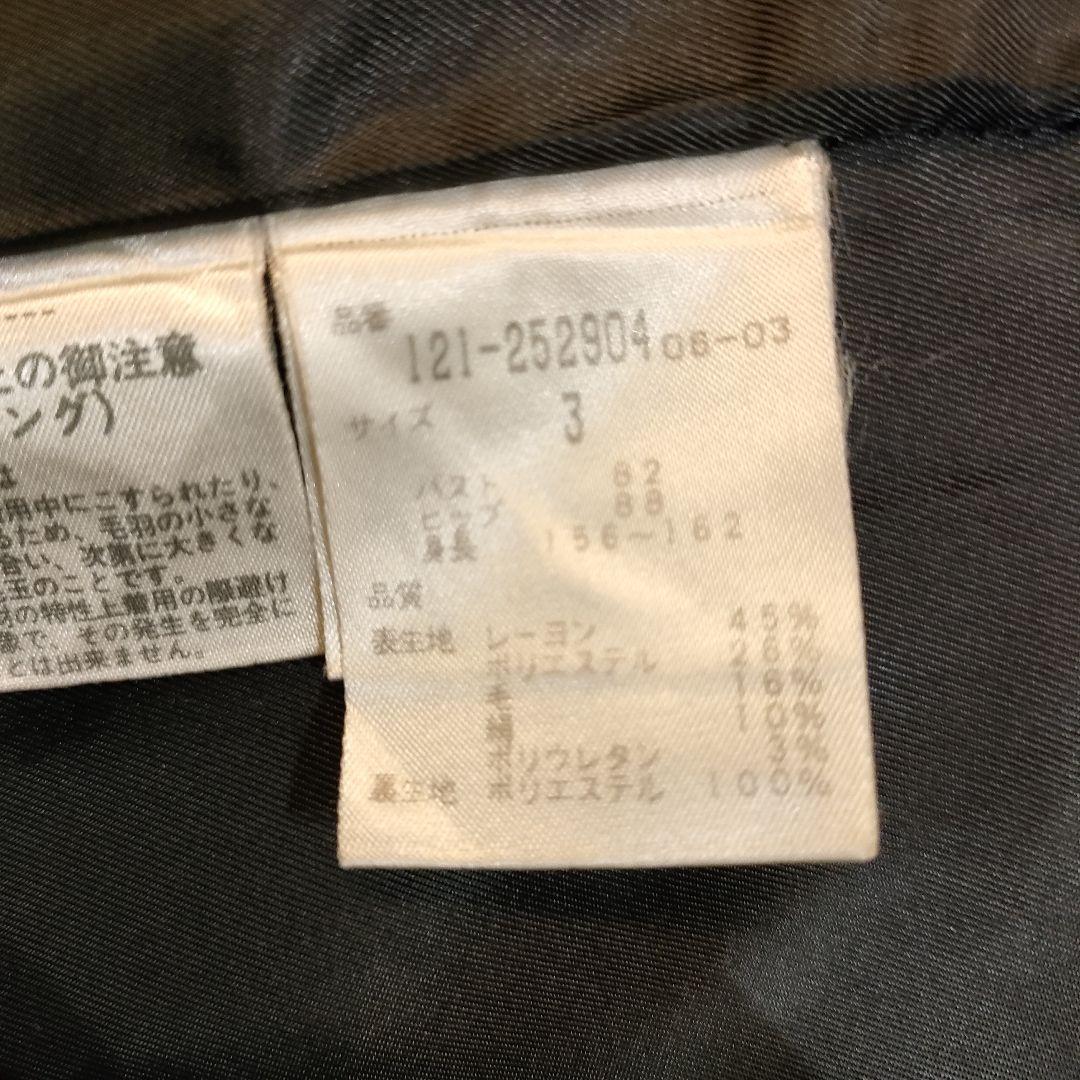 の御注意
ング)
は
用中にこすられたり、
るため、毛羽の小さな
合い、次第に大きくな
玉のことです。
の特性上着用の際避け
象で、その発生を完全に
とは出来ません。
品番
121-252904 06-03
サイズ 3
バスト 82
ヒップ 88
身長 156~162
品質
表生地 レーヨン 45%
ポリエステル
毛 16%
10%
ポリウレタン 3%
裏生地 ポリエステル 100%